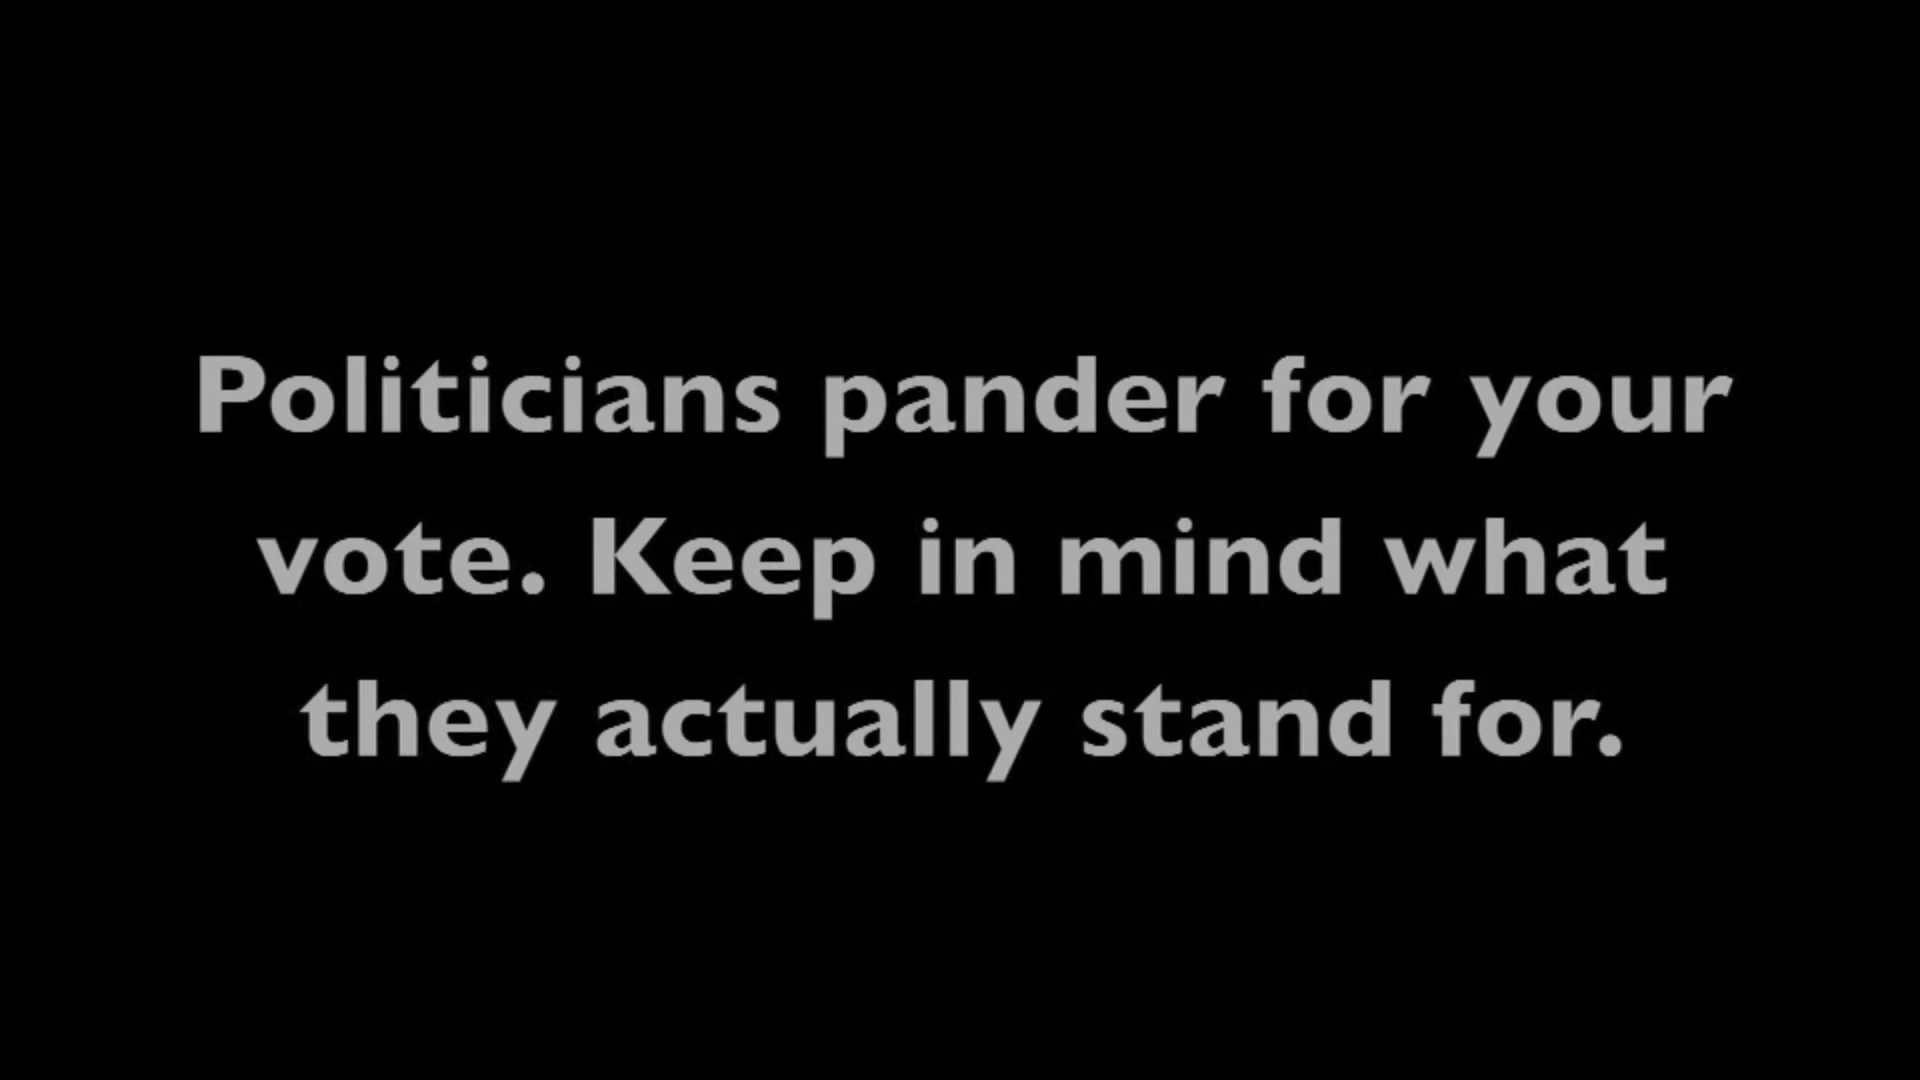 Politicians pander for your
vote. Keep in mind what
they actually stand for.